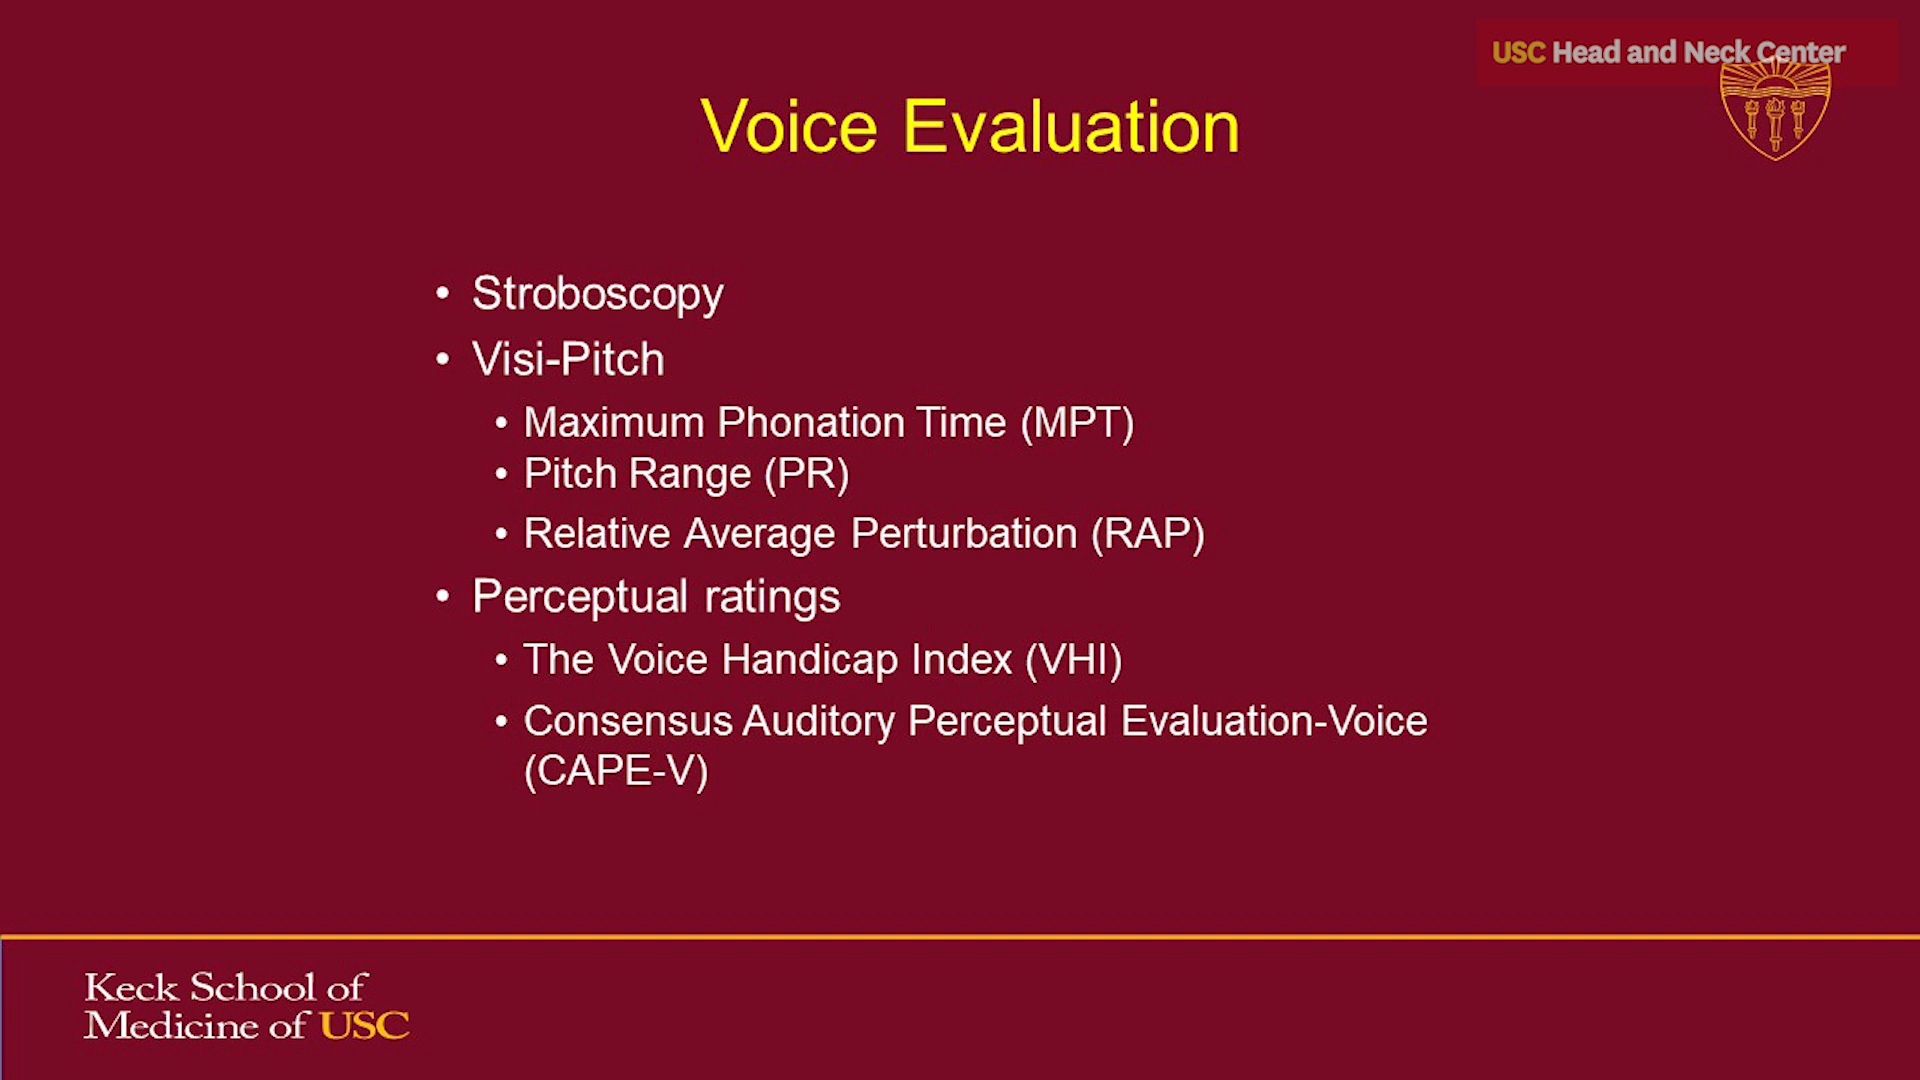 USC Head and Neck Center
Voice Evaluation
• Stroboscopy
• Visi-Pitch
• Maximum Phonation Time (MPT)
• Pitch Range (PR)
• Relative Average Perturbation (RAP)
• Perceptual ratings
• The Voice Handicap Index (VHI)
• Consensus Auditory Perceptual Evaluation-Voice
(CAPE-V)
Keck School of
Medicine of USC